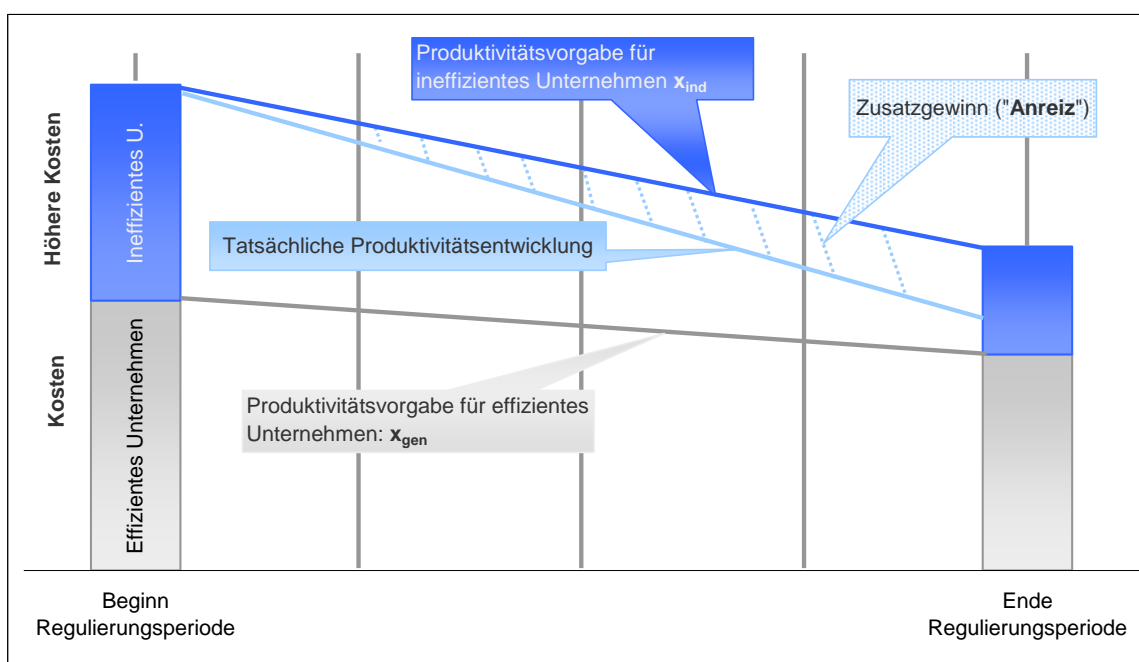 Produktivitätsvorgabe für
ineffizientes Unternehmen xind
Zusatzgewinn ("Anreiz")
Höhere Kosten
Ineffizientes U.
Tatsächliche Produktivitätsentwicklung
Kosten
Effizientes Unternehmen
Produktivitätsvorgabe für effizientes
Unternehmen: xgen
Beginn
Regulierungsperiode
Ende
Regulierungsperiode